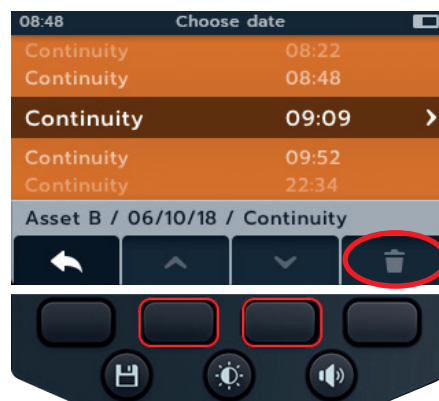 08:48 Choose date
Continuity 08:22
Continuity 08:48
Continuity 09:09
Continuity 09:52
Continuity 22:34
Asset B / 06/10/18 / Continuity